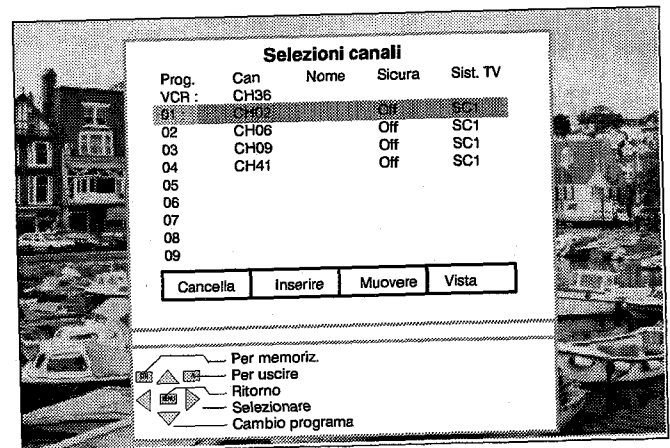 Selezioni canali
Prog. Can Nome Sicura Sist. TV
VCR : CH36
01 : CH02 Off SC1
02 CH06 Off SC1
03 CH09 Off SC1
04 CH41 Off SC1
05
06
07
08
09
Cancella Inserire Muovere Vista
Per memoriz.
Per uscire
MENU Ritorno
Selezionare
Cambio programa